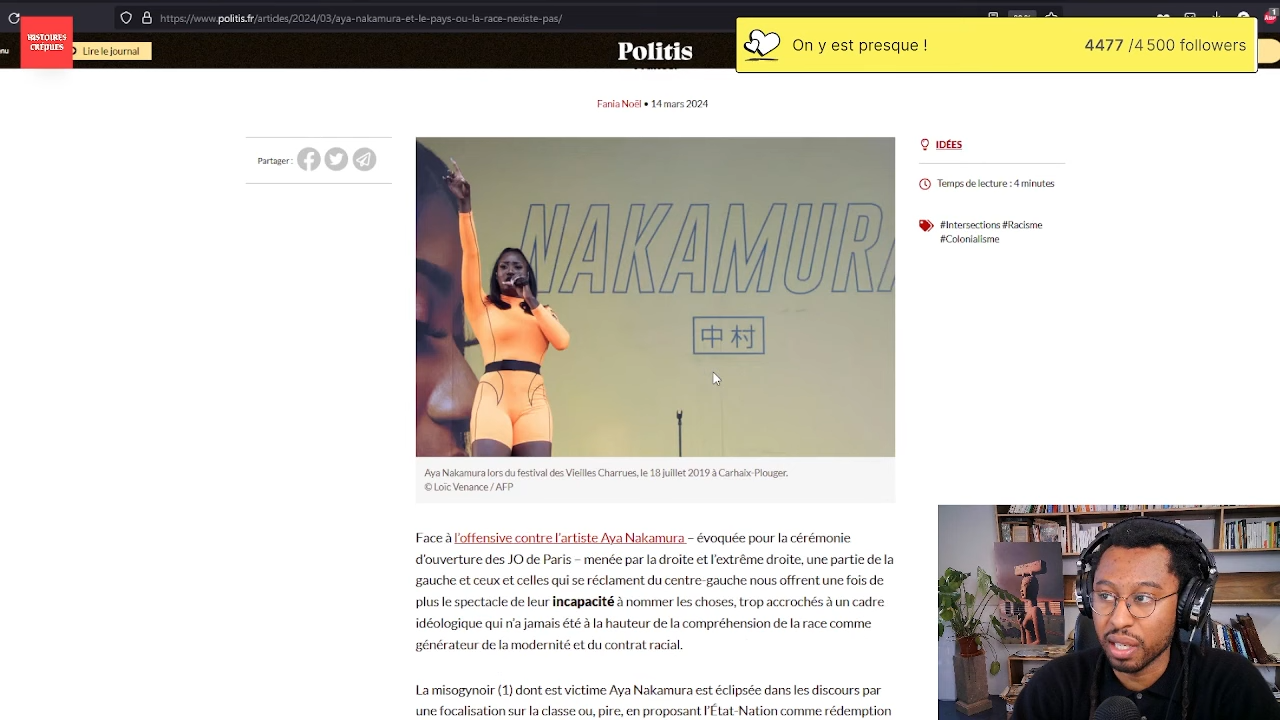 https://www.politis.fr/articles/2024/03/aya-nakamura-et-le-pays-ou-la-race-nexiste-pas/
HISTOIRES
CRÉPUES
nu
Lire le journal
Politis
On y est presque !
4477 /4 500 followers
Fania Noël • 14 mars 2024
Partager :
IDÉES
Temps de lecture : 4 minutes
#Intersections #Racisme
#Colonialisme
NAKAMURA
中村
Aya Nakamura lors du festival des Vieilles Charrues, le 18 juillet 2019 à Carhaix-Plouger.
© Loïc Venance / AFP
Face à l'offensive contre l'artiste Aya Nakamura – évoquée pour la cérémonie
d'ouverture des JO de Paris – menée par la droite et l'extrême droite, une partie de la
gauche et ceux et celles qui se réclament du centre-gauche nous offrent une fois de
plus le spectacle de leur incapacité à nommer les choses, trop accrochés à un cadre
idéologique qui n'a jamais été à la hauteur de la compréhension de la race comme
générateur de la modernité et du contrat racial.
La misogynoir (1) dont est victime Aya Nakamura est éclipsée dans les discours par
une focalisation sur la classe ou, pire, en proposant l'État-Nation comme rédemption